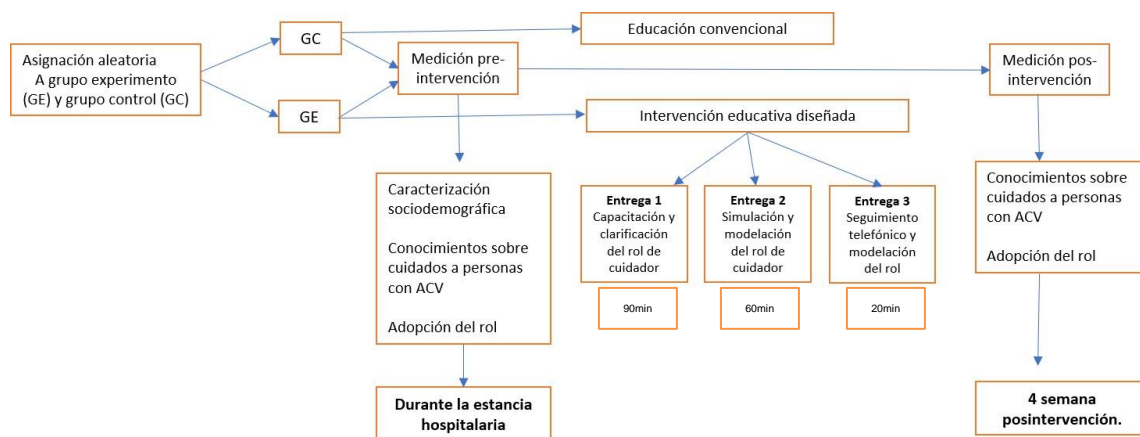 Asignación aleatoria
A grupo experimento
(GE) y grupo control (GC)
GC
GE
Educación convencional
Medición pre-
intervención
Medición pos-
intervención
Intervención educativa diseñada
Caracterización
sociodemográfica
Conocimientos sobre
cuidados a personas
con ACV
Adopción del rol
Entrega 1
Capacitación y
clarificación
del rol de
cuidador
90min
Entrega 2
Simulación y
modelación
del rol de
cuidador
60min
Entrega 3
Seguimiento
telefónico y
modelación
del rol
20min
Conocimientos sobre
cuidados a personas
con ACV
Adopción del rol
Durante la estancia
hospitalaria
4 semana
posintervención.